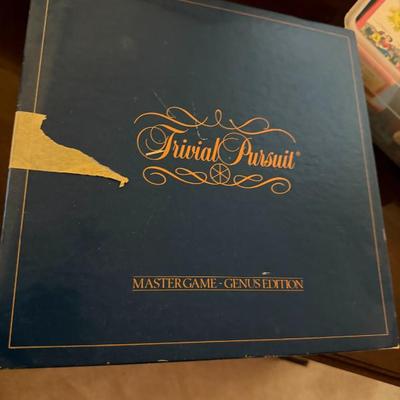 Trivial Pursuit®
MASTER GAME - GENUS EDITION